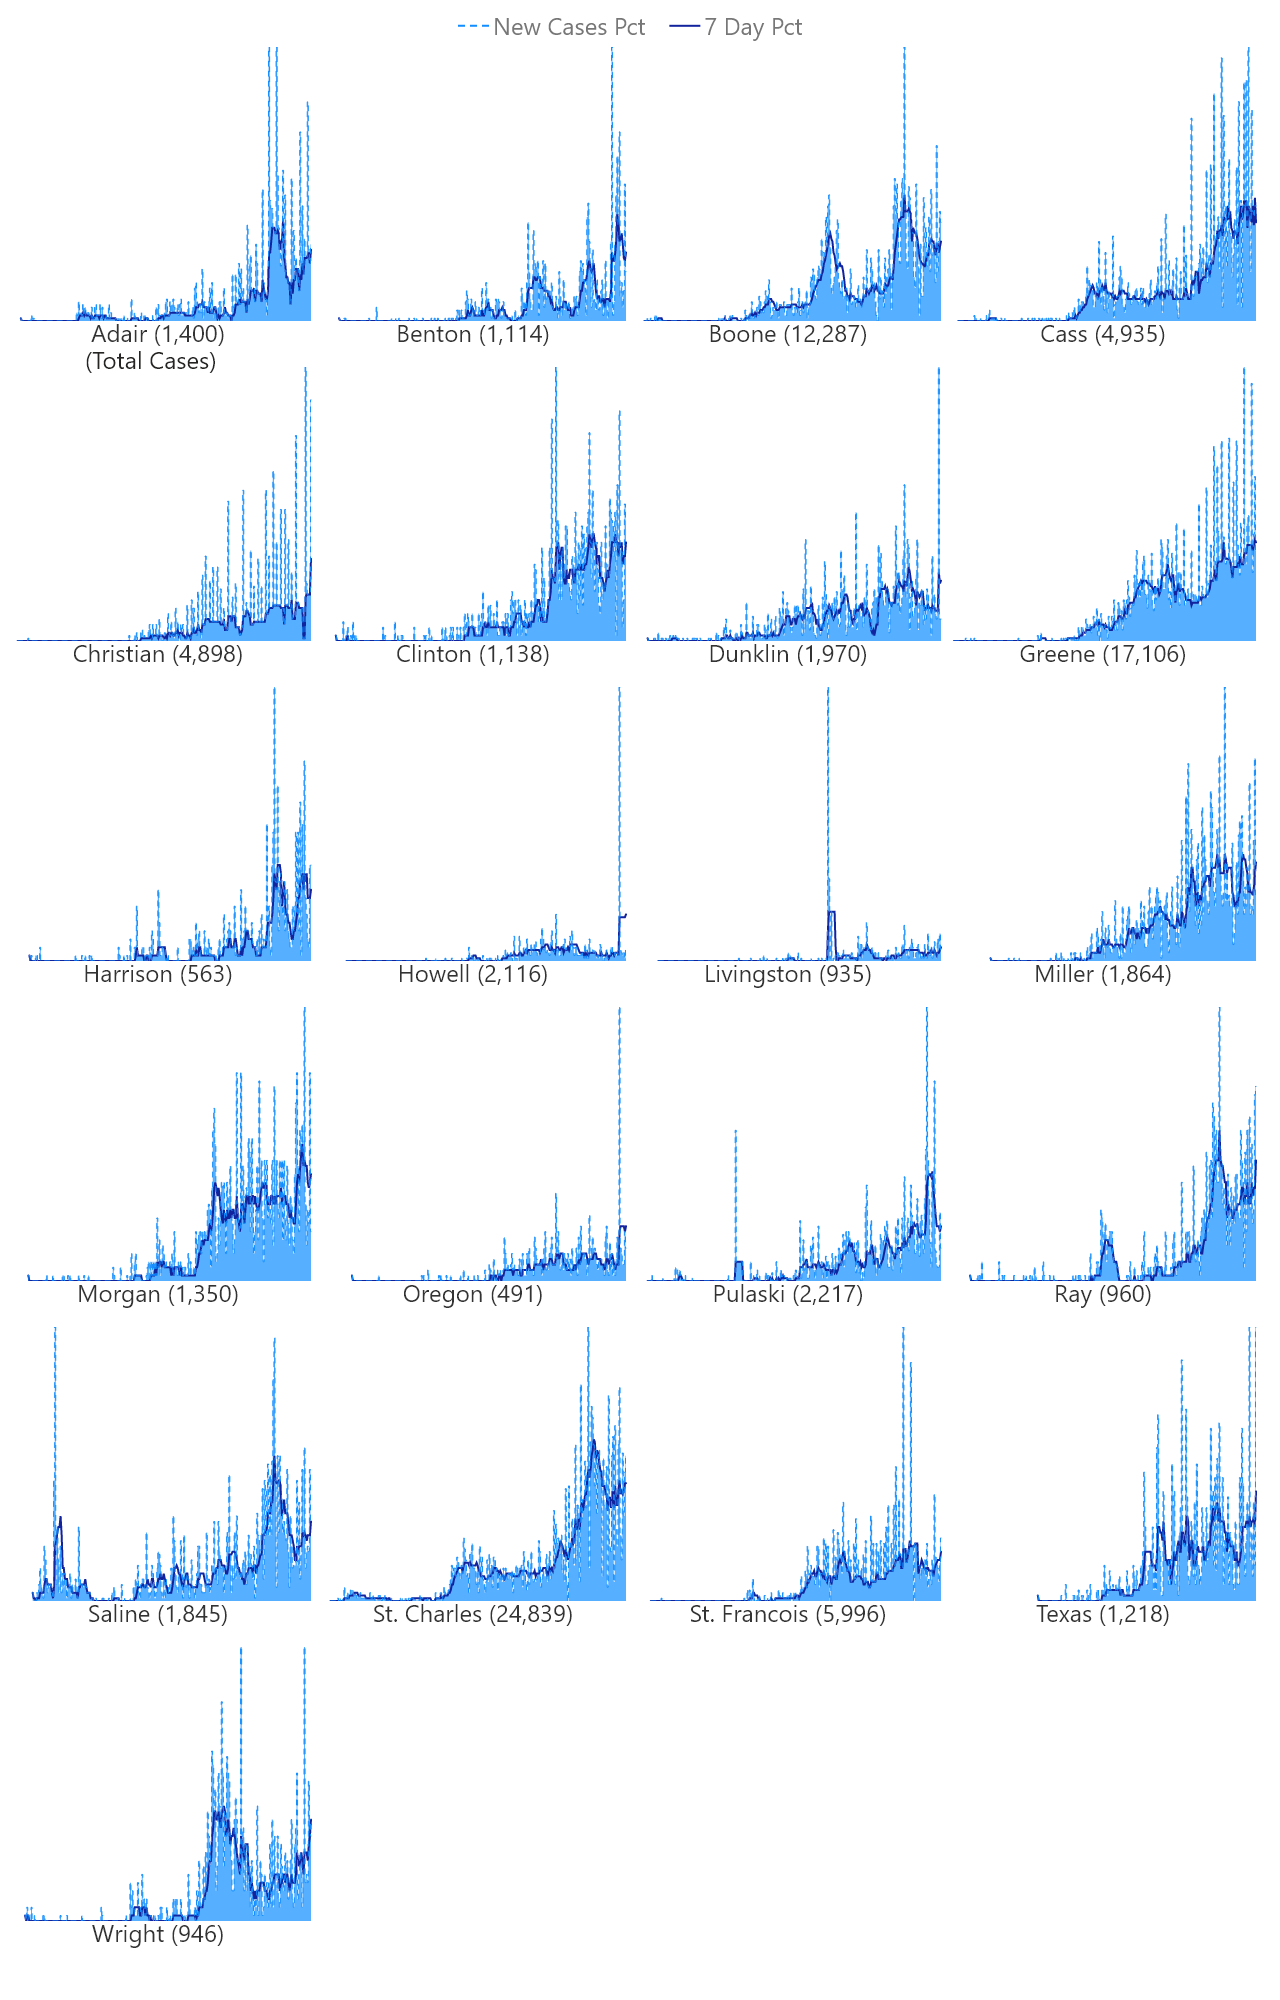 New Cases Pct 7 Day Pct
Adair (1,400)
(Total Cases)
Benton (1,114)
Boone (12,287)
Cass (4,935)
Christian (4,898)
Clinton (1,138)
Dunklin (1,970)
Greene (17,106)
Harrison (563)
Howell (2,116)
Livingston (935)
Miller (1,864)
Morgan (1,350)
Oregon (491)
Pulaski (2,217)
Ray (960)
Saline (1,845)
St. Charles (24,839)
St. Francois (5,996)
Texas (1,218)
Wright (946)